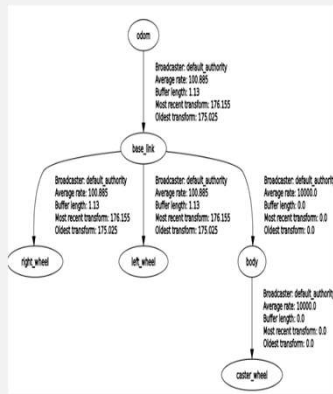 odom
Broadcaster: default_authority
Average rate: 100.885
Buffer length: 1.13
Most recent transform: 176.155
Oldest transform: 175.025
base_link
Broadcaster: default_authority
Average rate: 100.885
Buffer length: 1.13
Most recent transform: 176.155
Oldest transform: 175.025
Broadcaster: default_authority
Average rate: 100.885
Buffer length: 1.13
Most recent transform: 176.155
Oldest transform: 175.025
Broadcaster: default_authority
Average rate: 10000.0
Buffer length: 0.0
Most recent transform: 0.0
Oldest transform: 0.0
right_wheel
left_wheel
body
Broadcaster: default_authority
Average rate: 10000.0
Buffer length: 0.0
Most recent transform: 0.0
Oldest transform: 0.0
caster_wheel